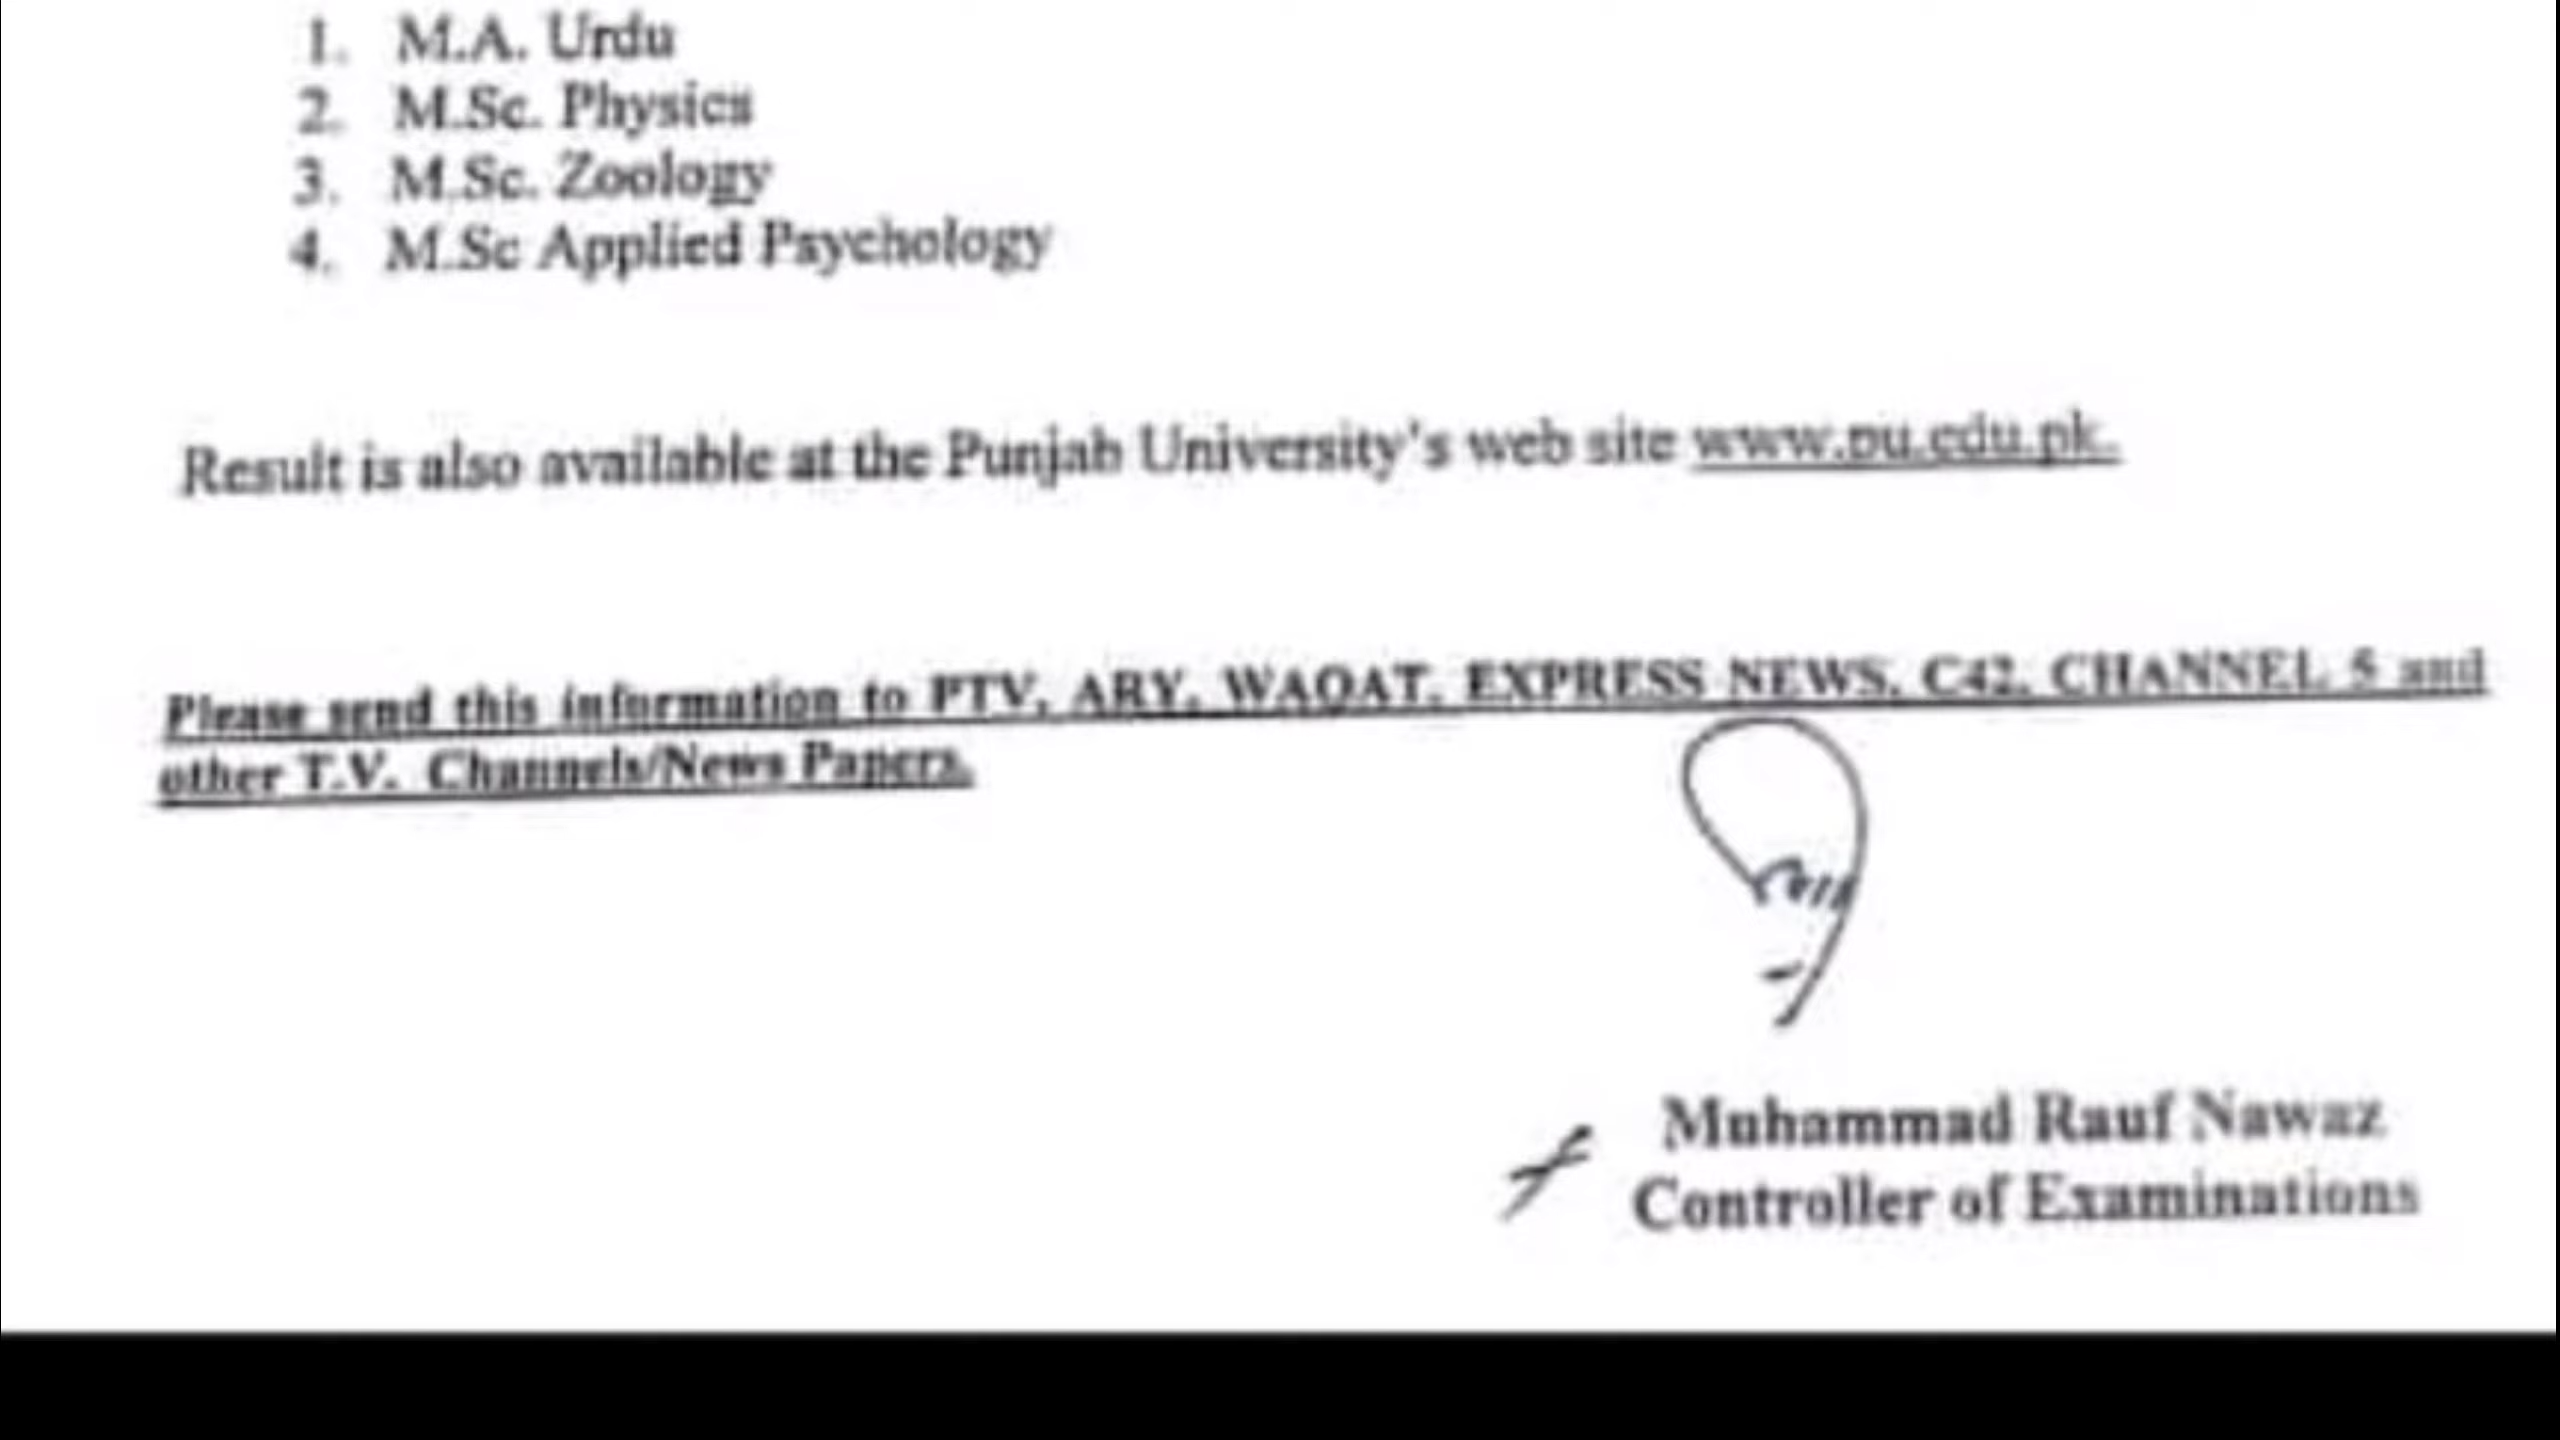 1. M.A. Urdu
2. M.Sc. Physics
3. M.Sc. Zoology
4. M.Sc Applied Psychology
Result is also available at the Punjab University's web site www.pu.edu.pk.
Please send this information to PTV, ARY, WAQAT, EXPRESS NEWS, C42, CHANNEL 5 and
other T.V. Channels/News Papers.
Muhammad Rauf Nawaz
Controller of Examinations